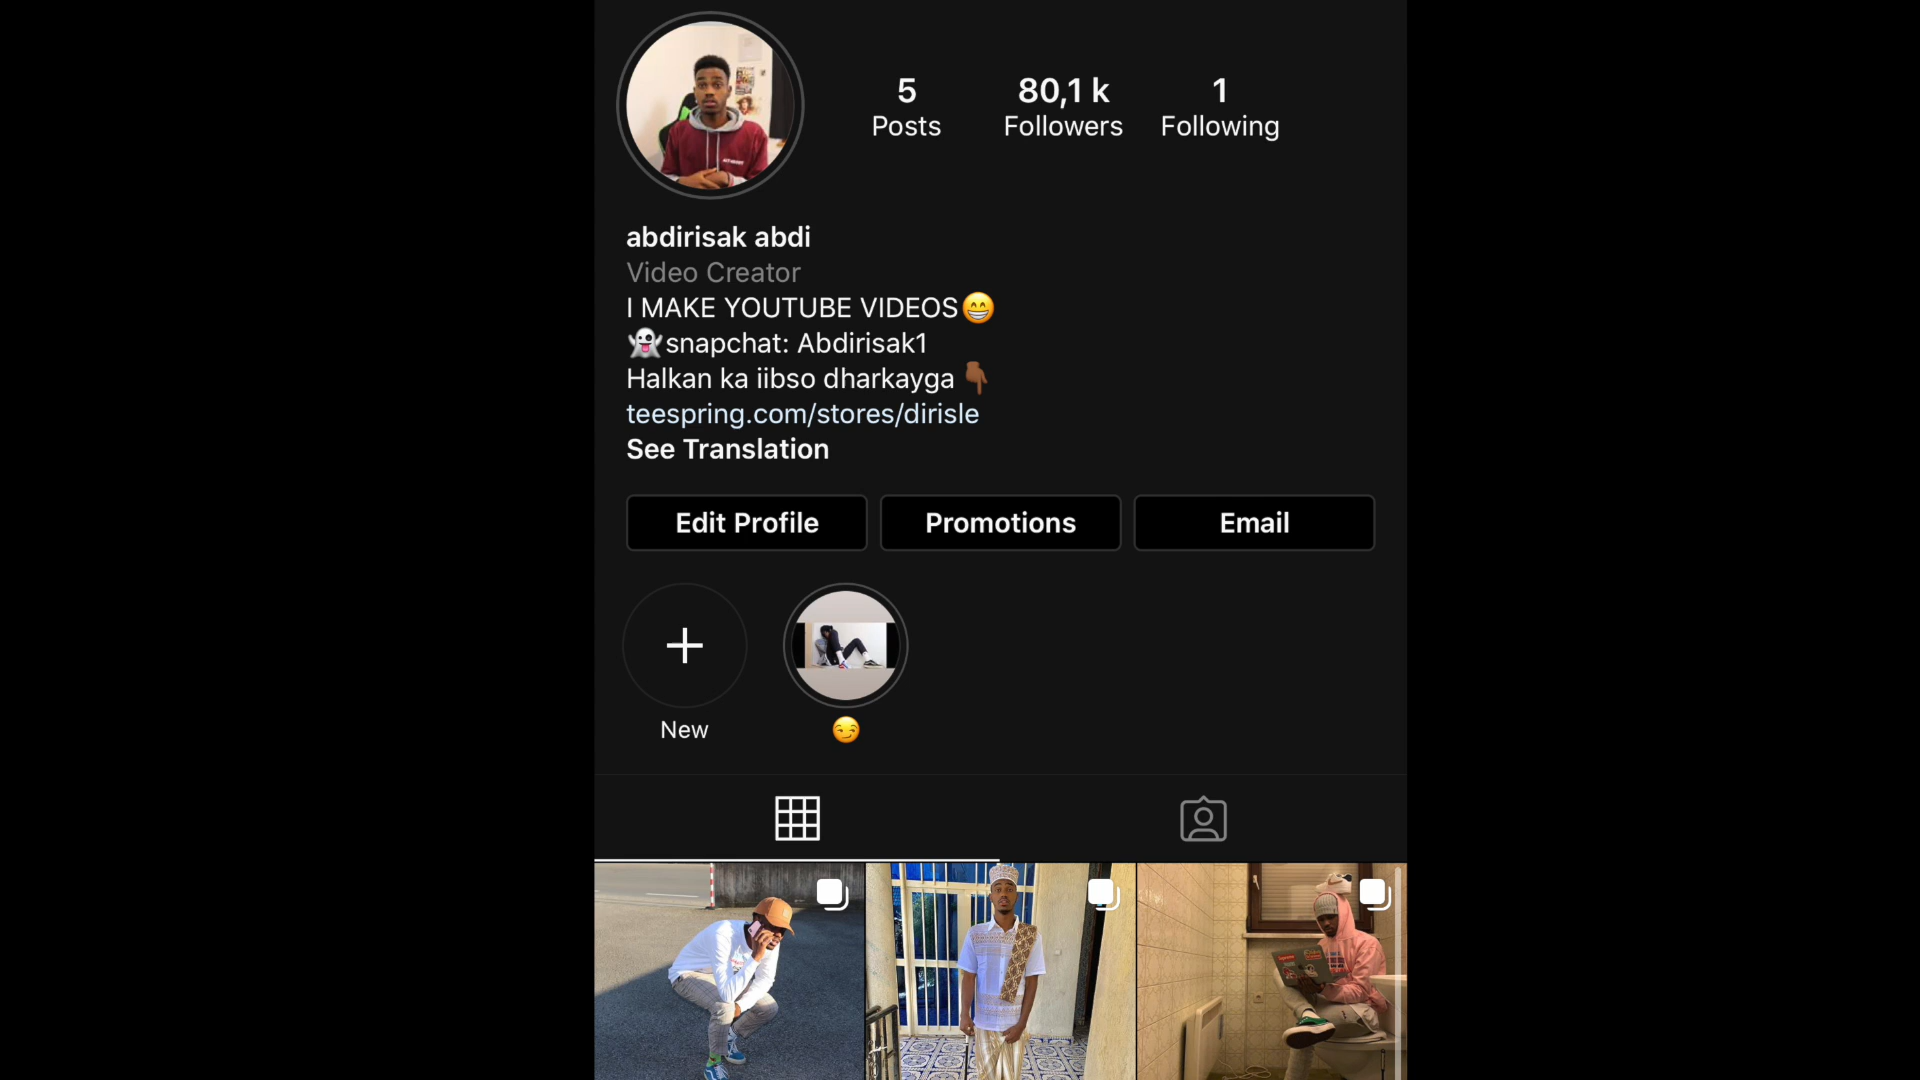 5 80,1 k 1
Posts Followers Following
abdirisak abdi
Video Creator
I MAKE YOUTUBE VIDEOS😁
👻snapchat: Abdirisak1
Halkan ka iibso dharkayga 👇🏾
teespring.com/stores/dirisle
See Translation
Edit Profile Promotions Email
New 😏